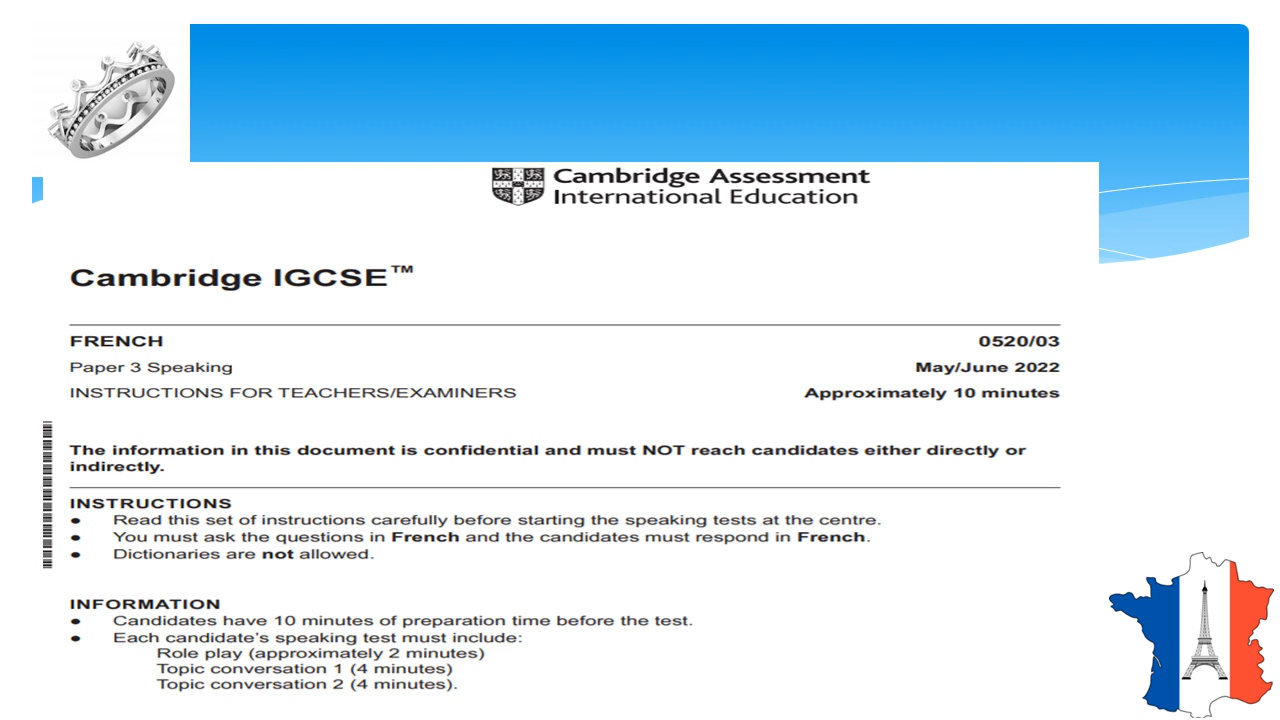 Cambridge Assessment
International Education
Cambridge IGCSE™
FRENCH 0520/03
Paper 3 Speaking May/June 2022
INSTRUCTIONS FOR TEACHERS/EXAMINERS Approximately 10 minutes
The information in this document is confidential and must NOT reach candidates either directly or
indirectly.
INSTRUCTIONS
● Read this set of instructions carefully before starting the speaking tests at the centre.
● You must ask the questions in French and the candidates must respond in French.
● Dictionaries are not allowed.
INFORMATION
● Candidates have 10 minutes of preparation time before the test.
● Each candidate's speaking test must include:
Role play (approximately 2 minutes)
Topic conversation 1 (4 minutes)
Topic conversation 2 (4 minutes).